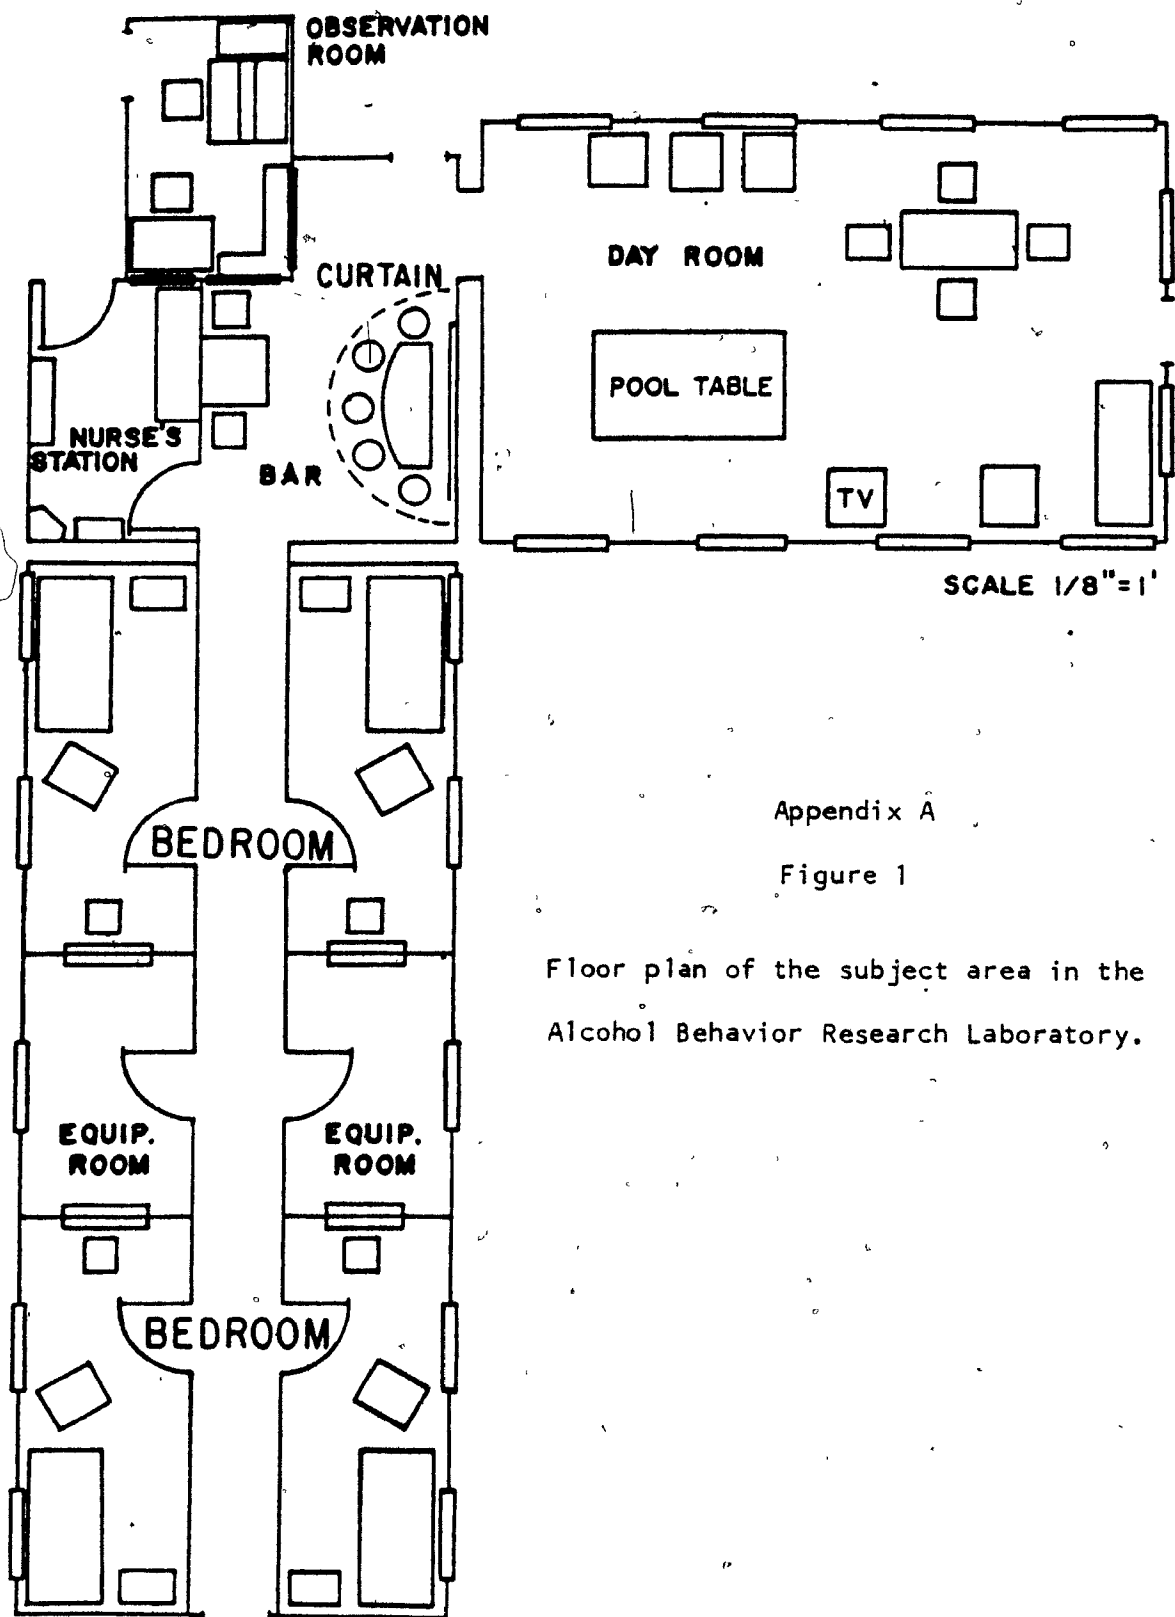 OBSERVATION
ROOM
DAY ROOM
CURTAIN
POOL TABLE
NURSE'S
STATION
BAR
TV
SCALE 1/8"=1'
BEDROOM
Appendix A
Figure 1
Floor plan of the subject area in the
Alcohol Behavior Research Laboratory.
EQUIP.
ROOM
EQUIP.
ROOM
BEDROOM